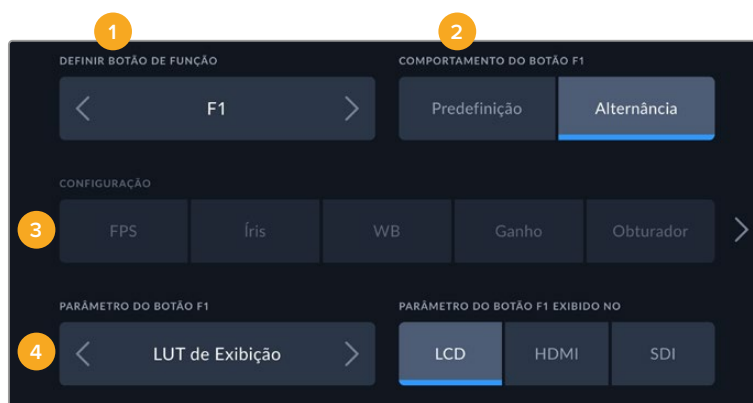 1 2
DEFINIR BOTÃO DE FUNÇÃO COMPORTAMENTO DO BOTÃO F1
F1 Predefinição Alternância
CONFIGURAÇÃO
3 FPS Íris WB Ganho Obturador
PARÂMETRO DO BOTÃO F1 PARÂMETRO DO BOTÃO F1 EXIBIDO NO
4 LUT de Exibição LCD HDMI SDI